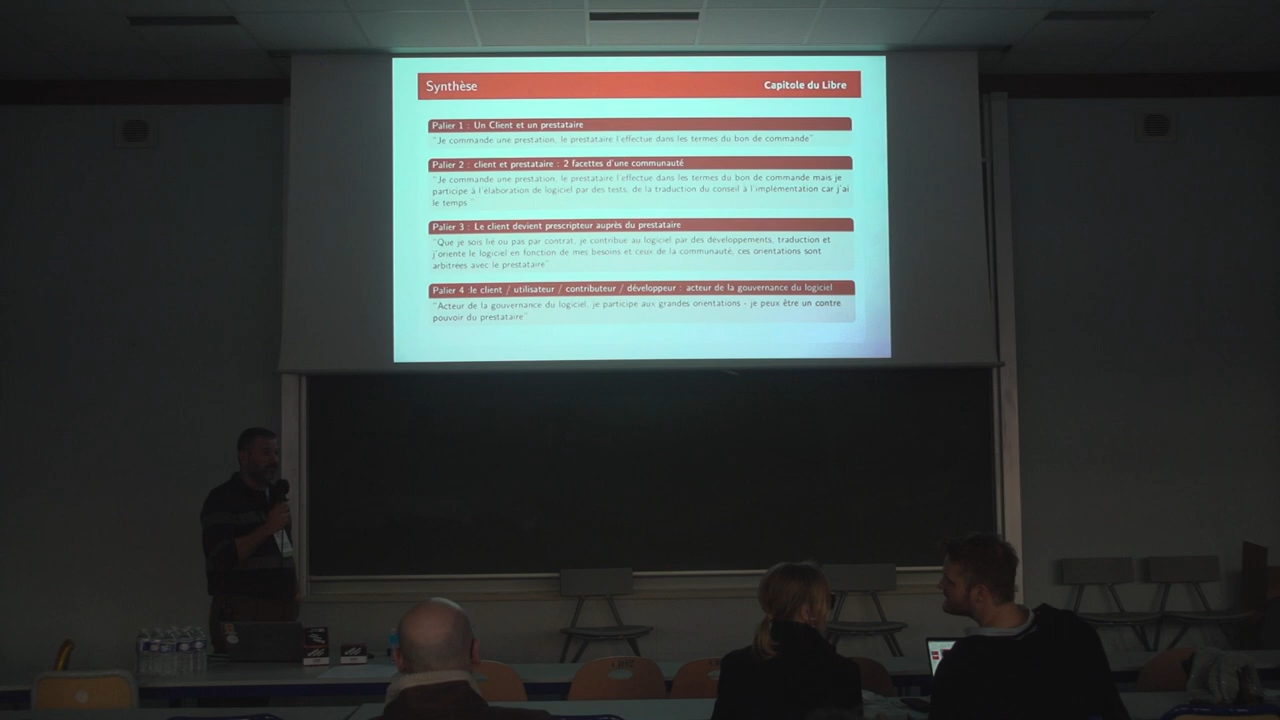 Synthèse
Capitole du Libre
Palier 1 : Un Client et un prestataire
"Je commande une prestation, le prestataire l'effectue dans les termes du bon de commande"
Palier 2 : client et prestataire : 2 facettes d'une communauté
"Je commande une prestation, le prestataire l'effectue dans les termes du bon de commande mais je
participe à l'élaboration de logiciel par des tests, de la traduction du conseil à l'implémentation car j'ai
le temps "
Palier 3 : Le client devient prescripteur auprès du prestataire
"Que je sois lié ou pas par contrat, je contribue au logiciel par des développements, traduction et
j'oriente le logiciel en fonction de mes besoins et ceux de la communauté, ces orientations sont
arbitrées avec le prestataire"
Palier 4 :le client / utilisateur / contributeur / développeur : acteur de la gouvernance du logiciel
"Acteur de la gouvernance du logiciel, je participe aux grandes orientations - je peux être un contre
pouvoir du prestataire"